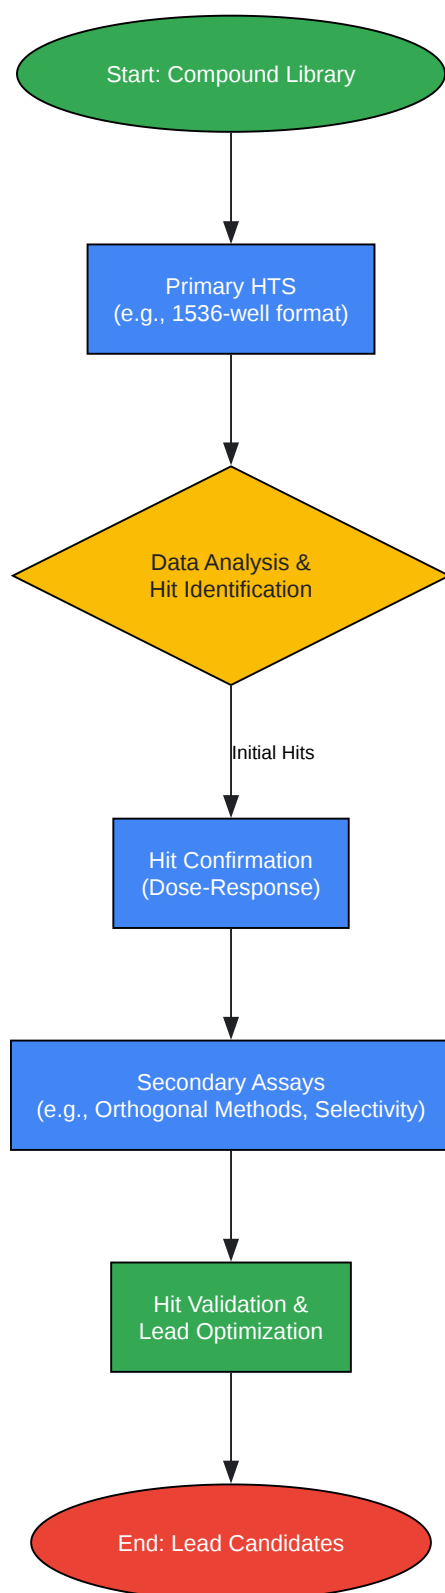 Start: Compound Library
Primary HTS
(e.g., 1536-well format)
Data Analysis &
Hit Identification
Initial Hits
Hit Confirmation
(Dose-Response)
Secondary Assays
(e.g., Orthogonal Methods, Selectivity)
Hit Validation &
Lead Optimization
End: Lead Candidates